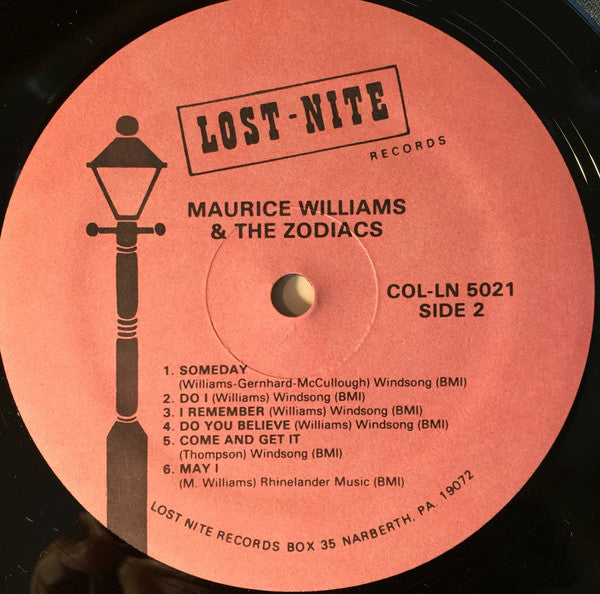 LOST-NITE
RECORDS
MAURICE WILLIAMS
& THE ZODIACS
COL-LN 5021
SIDE 2
1. SOMEDAY
(Williams-Gernhard-McCullough) Windsong (BMI)
2. DO I (Williams) Windsong (BMI)
3. I REMEMBER (Williams) Windsong (BMI)
4. DO YOU BELIEVE (Williams) Windsong (BMI)
5. COME AND GET IT
(Thompson) Windsong (BMI)
6. MAY I
(M. Williams) Rhinelander Music (BMI)
LOST NITE RECORDS BOX 35 NARBERTH, PA. 19072